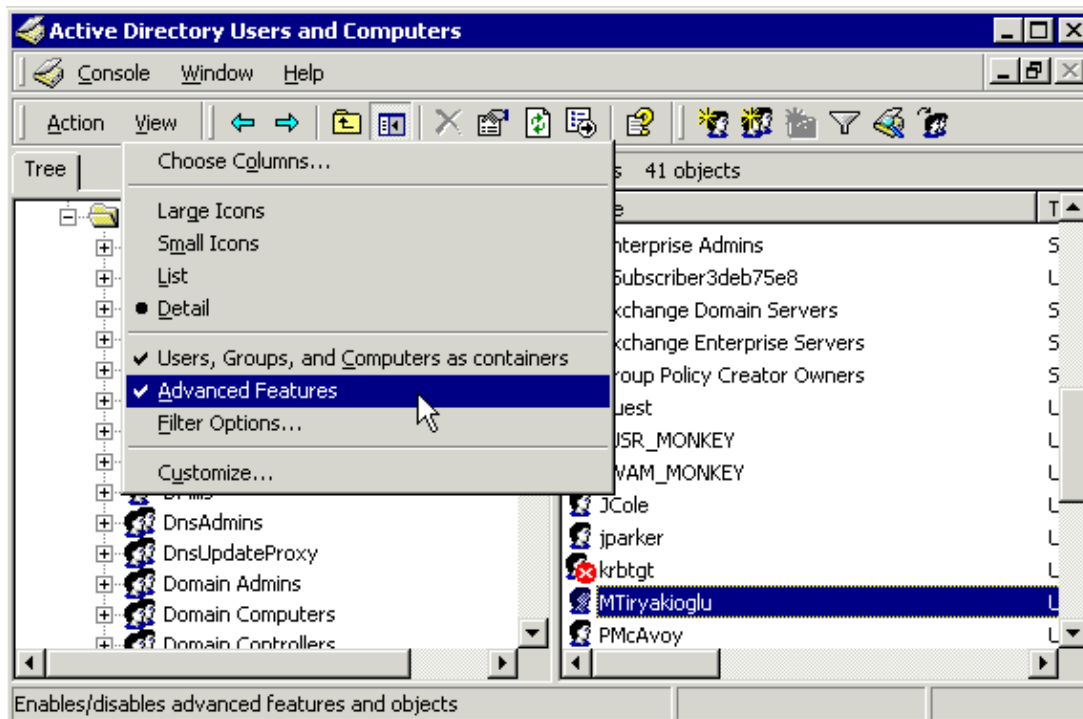 Active Directory Users and Computers
Console Window Help
Action View
Tree
41 objects
Choose Columns...
Large Icons
Small Icons
List
Detail
Users, Groups, and Computers as containers
Advanced Features
Filter Options...
Customize...
DnsAdmins
DnsUpdateProxy
Domain Admins
Domain Computers
Domain Controllers
T
nterprise Admins S
Subscriber3deb75e8
xchange Domain Servers S
xchange Enterprise Servers S
roup Policy Creator Owners S
uest
USR_MONKEY
WAM_MONKEY
JCole
jparker
krbtgt
MTiryakioglu
PMcAvoy
Enables/disables advanced features and objects